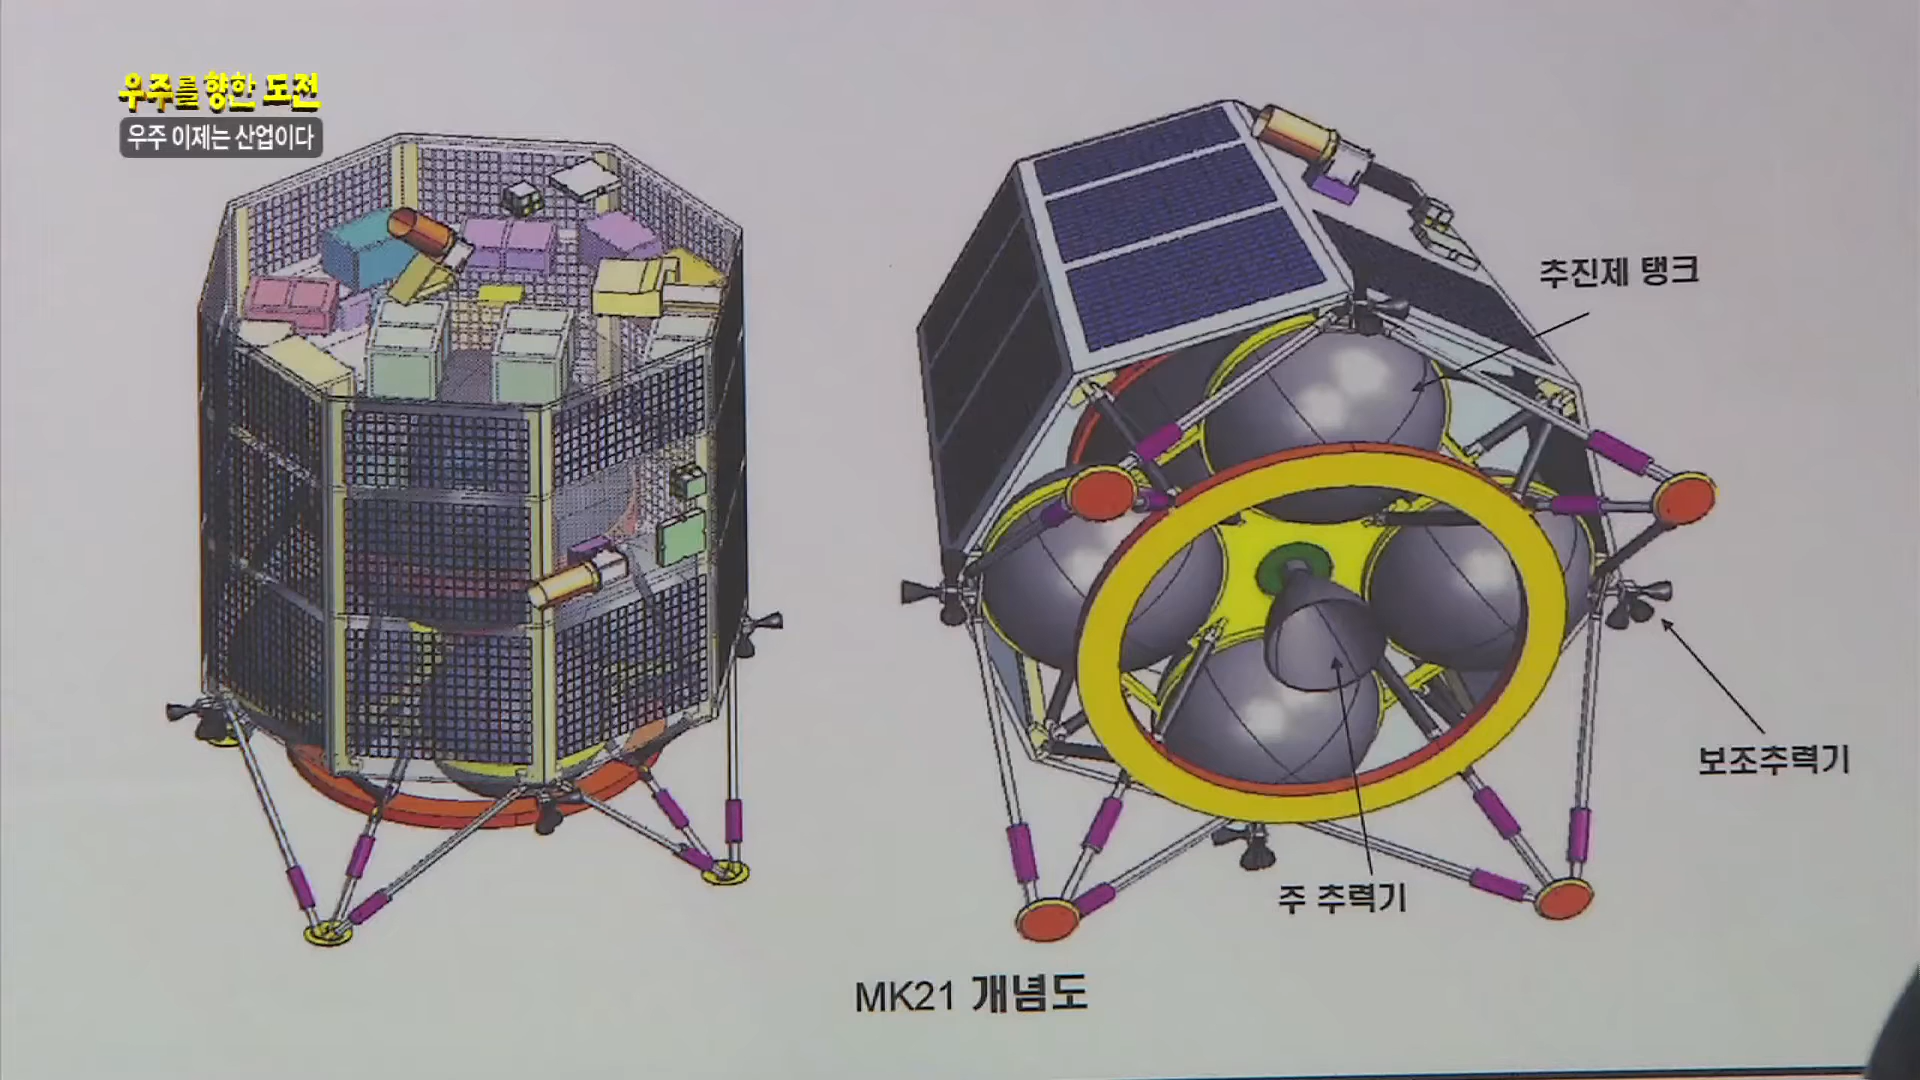 우주를 향한 도전
우주 이제는 산업이다
추진제 탱크
보조추력기
주 추력기
MK21 개념도